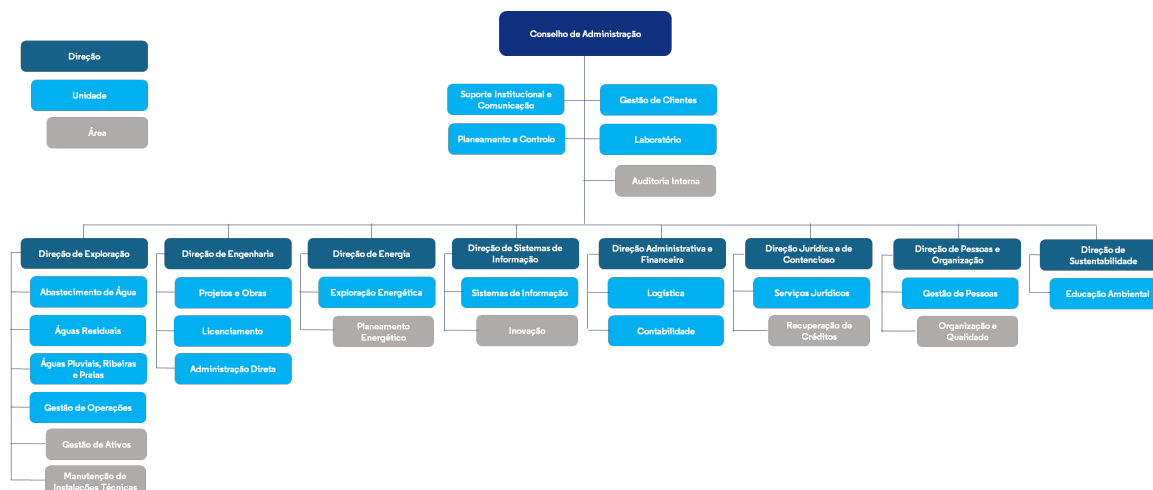 Conselho de Administração
Direção
Unidade
Área
Suporte Institucional e
Comunicação
Gestão de Clientes
Planeamento e Controlo
Laboratório
Auditoria Interna
Direção de Exploração
Abastecimento de Água
Águas Residuais
Águas Pluviais, Ribeiras
e Praias
Gestão de Operações
Gestão de Ativos
Manutenção de
Instalações Técnicas
Direção de Engenharia
Projetos e Obras
Licenciamento
Administração Direta
Direção de Energia
Exploração Energética
Planeamento
Energético
Direção de Sistemas de
Informação
Sistemas de Informação
Inovação
Direção Administrativa e
Financeira
Logística
Contabilidade
Direção Jurídica e de
Contencioso
Serviços Jurídicos
Recuperação de
Créditos
Direção de Pessoas e
Organização
Gestão de Pessoas
Organização e
Qualidade
Direção de
Sustentabilidade
Educação Ambiental